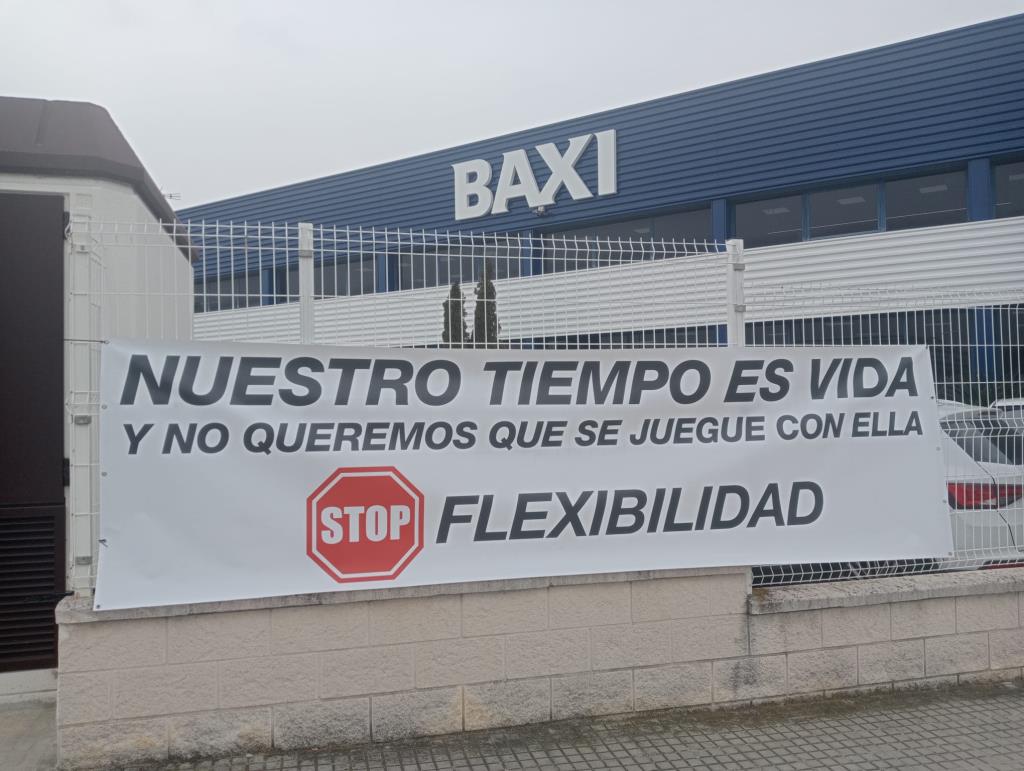 BAXI
NUESTRO TIEMPO ES VIDA
Y NO QUEREMOS QUE SE JUEGUE CON ELLA
STOP FLEXIBILIDAD